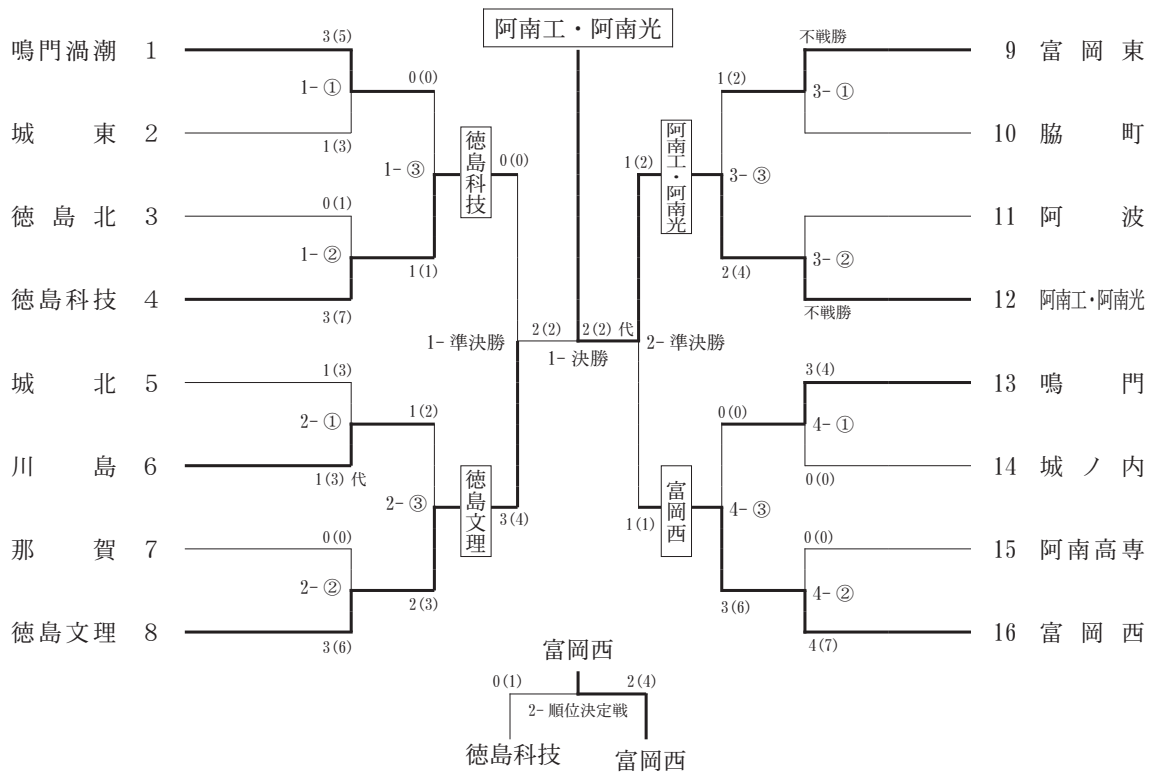 阿南工・阿南光
鳴門渦潮 1
3(5)
1-①
城東 2
1(3)
0(0)
1-③
徳島科技
0(0)
徳島北 3
0(1)
1-②
徳島科技 4
3(7)
1(1)
1-準決勝
城北 5
1(3)
2-①
川島 6
1(3) 代
1(2)
2-③
徳島文理
3(4)
那賀 7
0(0)
2-②
徳島文理 8
3(6)
2(3)
2(2)
2(2) 代
1-決勝
不戦勝
9 富岡東
3-①
10 脇町
1(2)
3-③
阿南工・阿南光
1(2)
11 阿波
3-②
12 阿南工・阿南光
不戦勝
2(4)
2-準決勝
3(4)
13 鳴門
4-①
14 城ノ内
0(0)
0(0)
4-③
富岡西
1(1)
0(0)
15 阿南高専
4-②
16 富岡西
4(7)
3(6)
富岡西
0(1)
2(4)
2-順位決定戦
徳島科技
富岡西